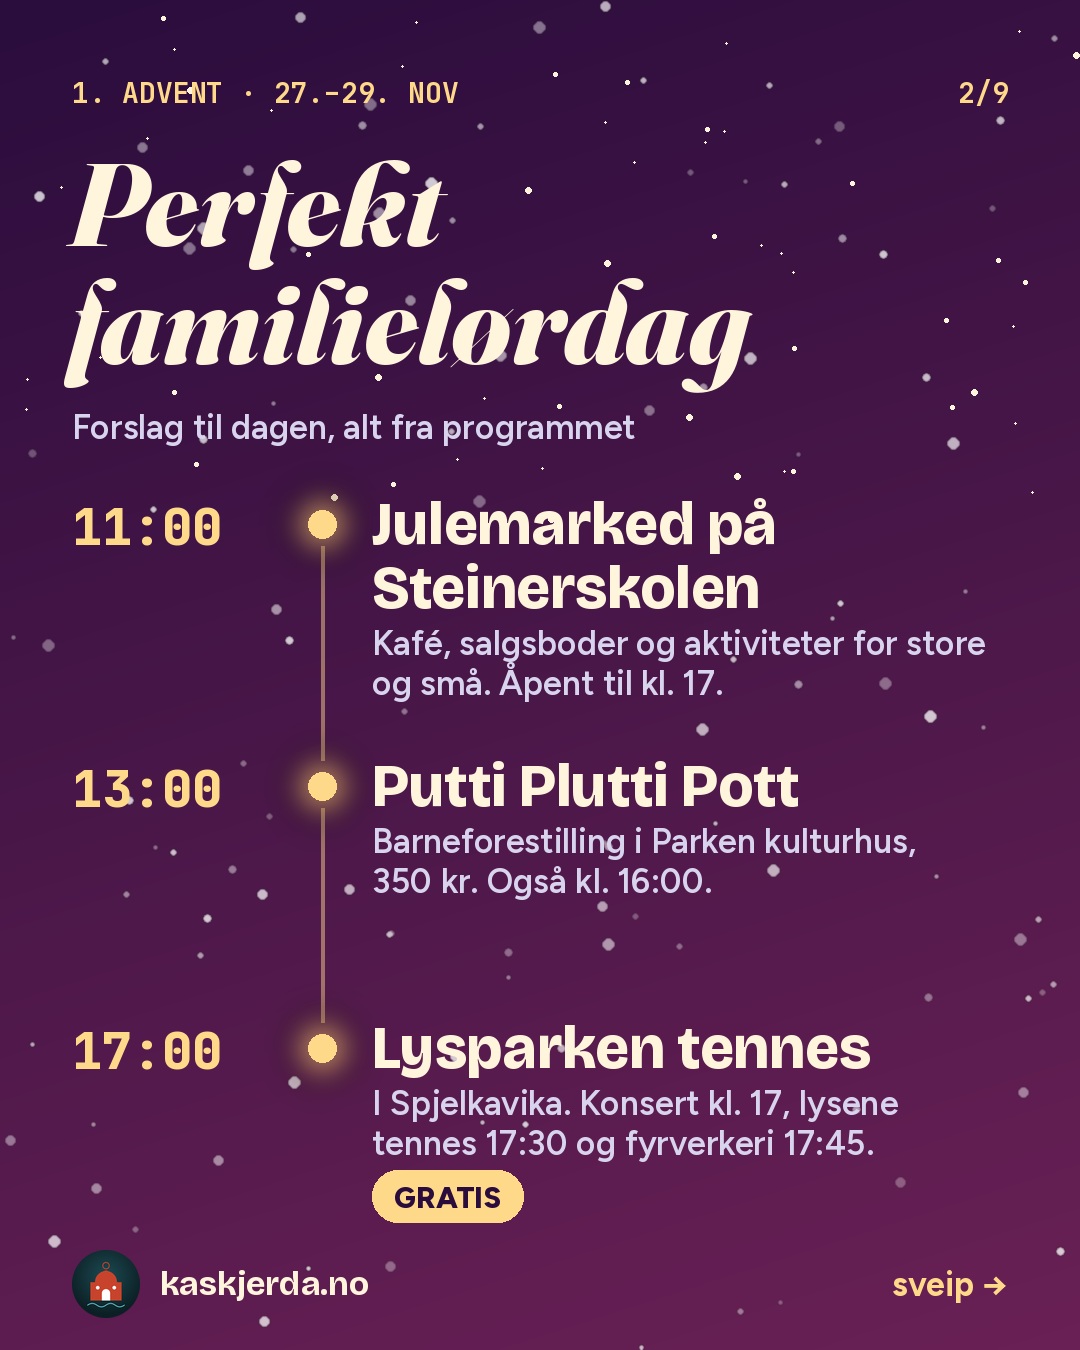 1. ADVENT · 27.–29. NOV
2/9
Perfekt
familielørdag
Forslag til dagen, alt fra programmet
11:00
Julemarked på
Steinerskolen
Kafé, salgsboder og aktiviteter for store
og små. Åpent til kl. 17.
13:00
Putti Plutti Pott
Barneforestilling i Parken kulturhus,
350 kr. Også kl. 16:00.
17:00
Lysparken tennes
I Spjelkavika. Konsert kl. 17, lysene
tennes 17:30 og fyrverkeri 17:45.
GRATIS
kaskjerda.no
sveip →